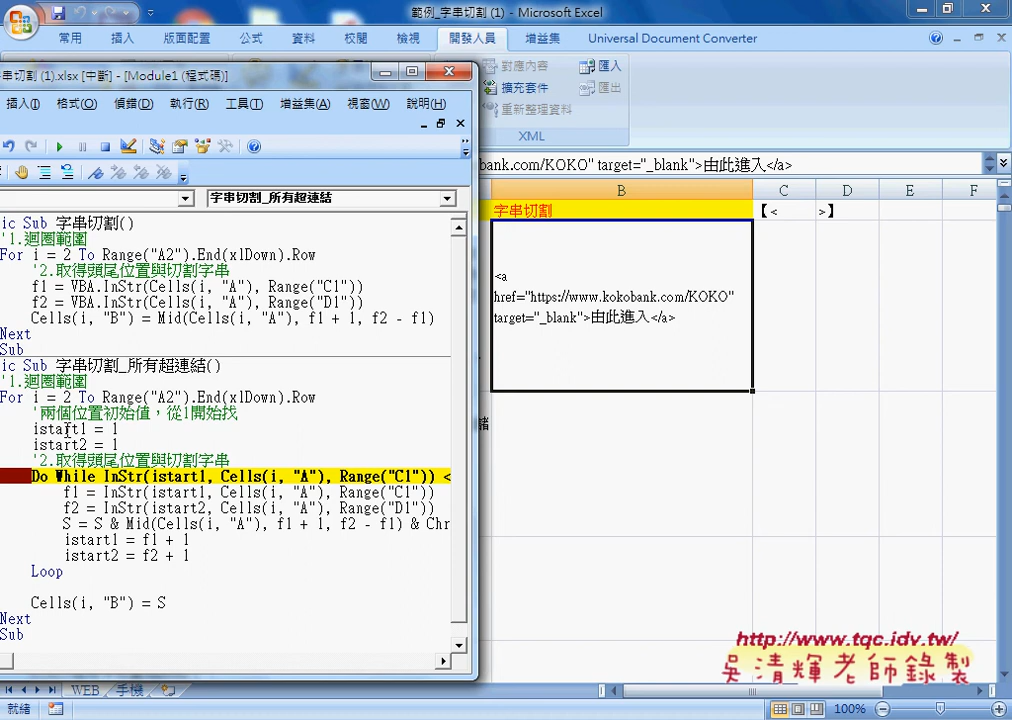 範例_字串切割 (1) - Microsoft Excel
常用 插入 版面配置 公式 資料 校閱 檢視 開發人員 增益集 Universal Document Converter
對應內容 匯入
擴充套件 匯出
重新整理資料
XML
串切割 (1).xlsx [中斷] - [Module1 (程式碼)]
插入(I) 格式(O) 偵錯(D) 執行(R) 工具(T) 增益集(A) 視窗(W) 說明(H)
bank.com/KOKO" target="_blank">由此進入</a>
字串切割_所有超連結
B C D E F
字串切割 【< >】
<a
href="https://www.kokobank.com/KOKO"
target="_blank">由此進入</a>
ic Sub 字串切割()
'1.迴圈範圍
For i = 2 To Range("A2").End(xlDown).Row
'2.取得頭尾位置與切割字串
f1 = VBA.InStr(Cells(i, "A"), Range("C1"))
f2 = VBA.InStr(Cells(i, "A"), Range("D1"))
Cells(i, "B") = Mid(Cells(i, "A"), f1 + 1, f2 - f1)
Next
Sub
ic Sub 字串切割_所有超連結()
'1.迴圈範圍
For i = 2 To Range("A2").End(xlDown).Row
'兩個位置初始值，從1開始找
istart1 = 1
istart2 = 1
'2.取得頭尾位置與切割字串
Do While InStr(istart1, Cells(i, "A"), Range("C1")) <
f1 = InStr(istart1, Cells(i, "A"), Range("C1"))
f2 = InStr(istart2, Cells(i, "A"), Range("D1"))
S = S & Mid(Cells(i, "A"), f1 + 1, f2 - f1) & Chr
istart1 = f1 + 1
istart2 = f2 + 1
Loop
Cells(i, "B") = S
Next
Sub
http://www.tqc.idv.tw/
吳清輝老師錄製
WEB 手機
就緒 100%